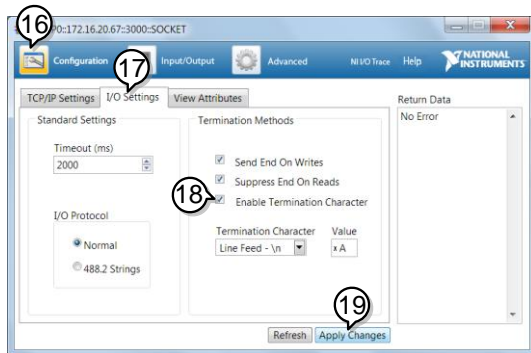 16
P0::172.16.20.67::3000::SOCKET
Configuration
17
Input/Output
Advanced
NI I/O Trace
Help
NATIONAL
INSTRUMENTS
TCP/IP Settings
I/O Settings
View Attributes
Return Data
Standard Settings
Termination Methods
No Error
Timeout (ms)
2000
Send End On Writes
Suppress End On Reads
18
Enable Termination Character
I/O Protocol
Termination Character
Value
Normal
Line Feed - \n
x A
488.2 Strings
19
Refresh
Apply Changes